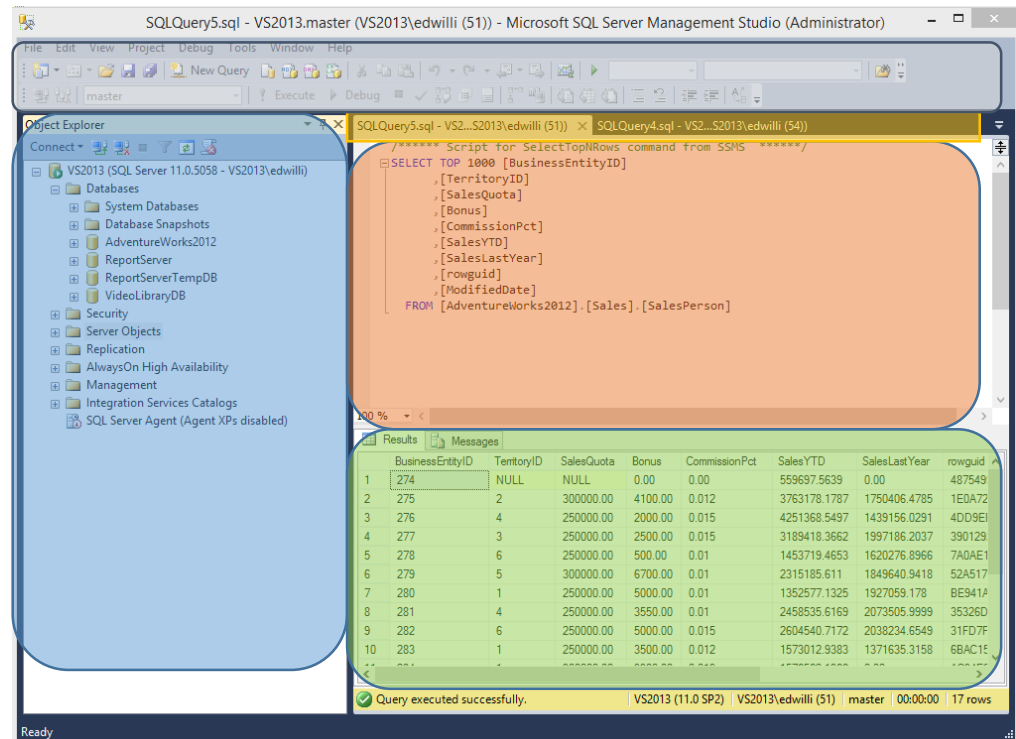 SQLQuery5.sql - VS2013.master (VS2013\edwilli (51)) - Microsoft SQL Server Management Studio (Administrator)
File Edit View Project Debug Tools Window Help
New Query
master Execute Debug
Object Explorer
Connect
VS2013 (SQL Server 11.0.5058 - VS2013\edwilli)
Databases
System Databases
Database Snapshots
AdventureWorks2012
ReportServer
ReportServerTempDB
VideoLibraryDB
Security
Server Objects
Replication
AlwaysOn High Availability
Management
Integration Services Catalogs
SQL Server Agent (Agent XPs disabled)
SQLQuery5.sql - VS2...S2013\edwilli (51)) SQLQuery4.sql - VS2...S2013\edwilli (54))
/****** Script for SelectTopNRows command from SSMS ******/
SELECT TOP 1000 [BusinessEntityID]
,[TerritoryID]
,[SalesQuota]
,[Bonus]
,[CommissionPct]
,[SalesYTD]
,[SalesLastYear]
,[rowguid]
,[ModifiedDate]
FROM [AdventureWorks2012].[Sales].[SalesPerson]
100 %
Results Messages
BusinessEntityID TerritoryID SalesQuota Bonus CommissionPct SalesYTD SalesLastYear rowguid
1 274 NULL NULL 0.00 0.00 559697.5639 0.00 487549
2 275 2 300000.00 4100.00 0.012 3763178.1787 1750406.4785 1E0A72
3 276 4 250000.00 2000.00 0.015 4251368.5497 1439156.0291 4DD9EI
4 277 3 250000.00 2500.00 0.015 3189418.3662 1997186.2037 390129
5 278 6 250000.00 500.00 0.01 1453719.4653 1620276.8966 7A0AE1
6 279 5 300000.00 6700.00 0.01 2315185.611 1849640.9418 52A517
7 280 1 250000.00 5000.00 0.01 1352577.1325 1927059.178 BE941A
8 281 4 250000.00 3550.00 0.01 2458535.6169 2073505.9999 35326D
9 282 6 250000.00 5000.00 0.015 2604540.7172 2038234.6549 31FD7F
10 283 1 250000.00 3500.00 0.012 1573012.9383 1371635.3158 6BAC15
Query executed successfully. VS2013 (11.0 SP2) VS2013\edwilli (51) master 00:00:00 17 rows
Ready